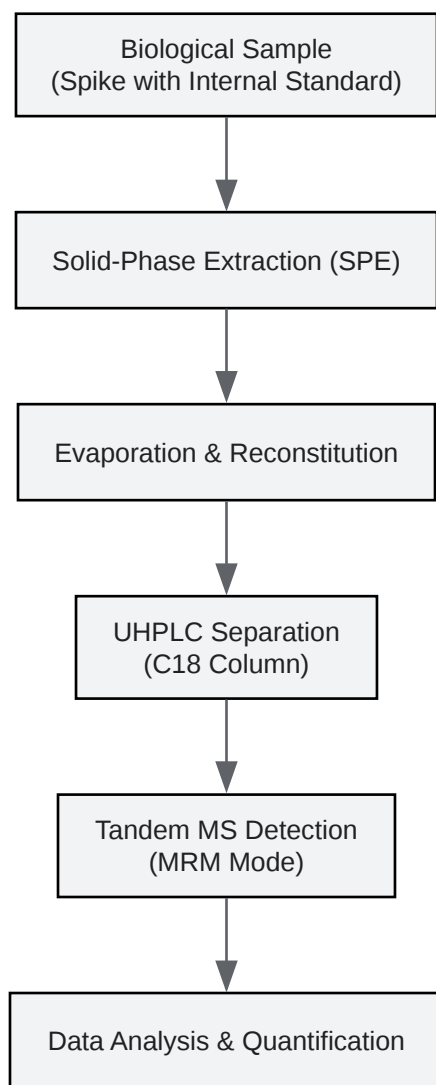 Biological Sample
(Spike with Internal Standard)
Solid-Phase Extraction (SPE)
Evaporation & Reconstitution
UHPLC Separation
(C18 Column)
Tandem MS Detection
(MRM Mode)
Data Analysis & Quantification